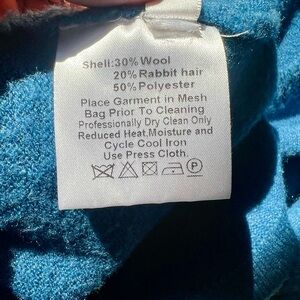 Shell:30% Wool
20% Rabbit hair
50% Polyester
Place Garment in Mesh
Bag Prior To Cleaning
Professionally Dry Clean Only
Reduced Heat,Moisture and
Cycle Cool Iron
Use Press Cloth.
P